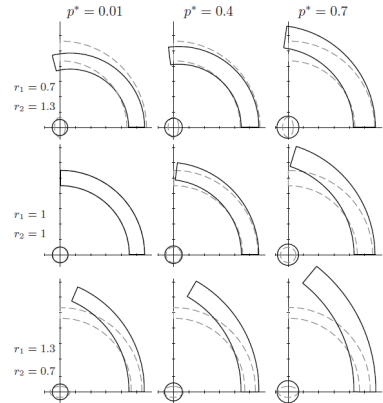 p* = 0.01 p* = 0.4 p* = 0.7
r₁ = 0.7
r₂ = 1.3
r₁ = 1
r₂ = 1
r₁ = 1.3
r₂ = 0.7